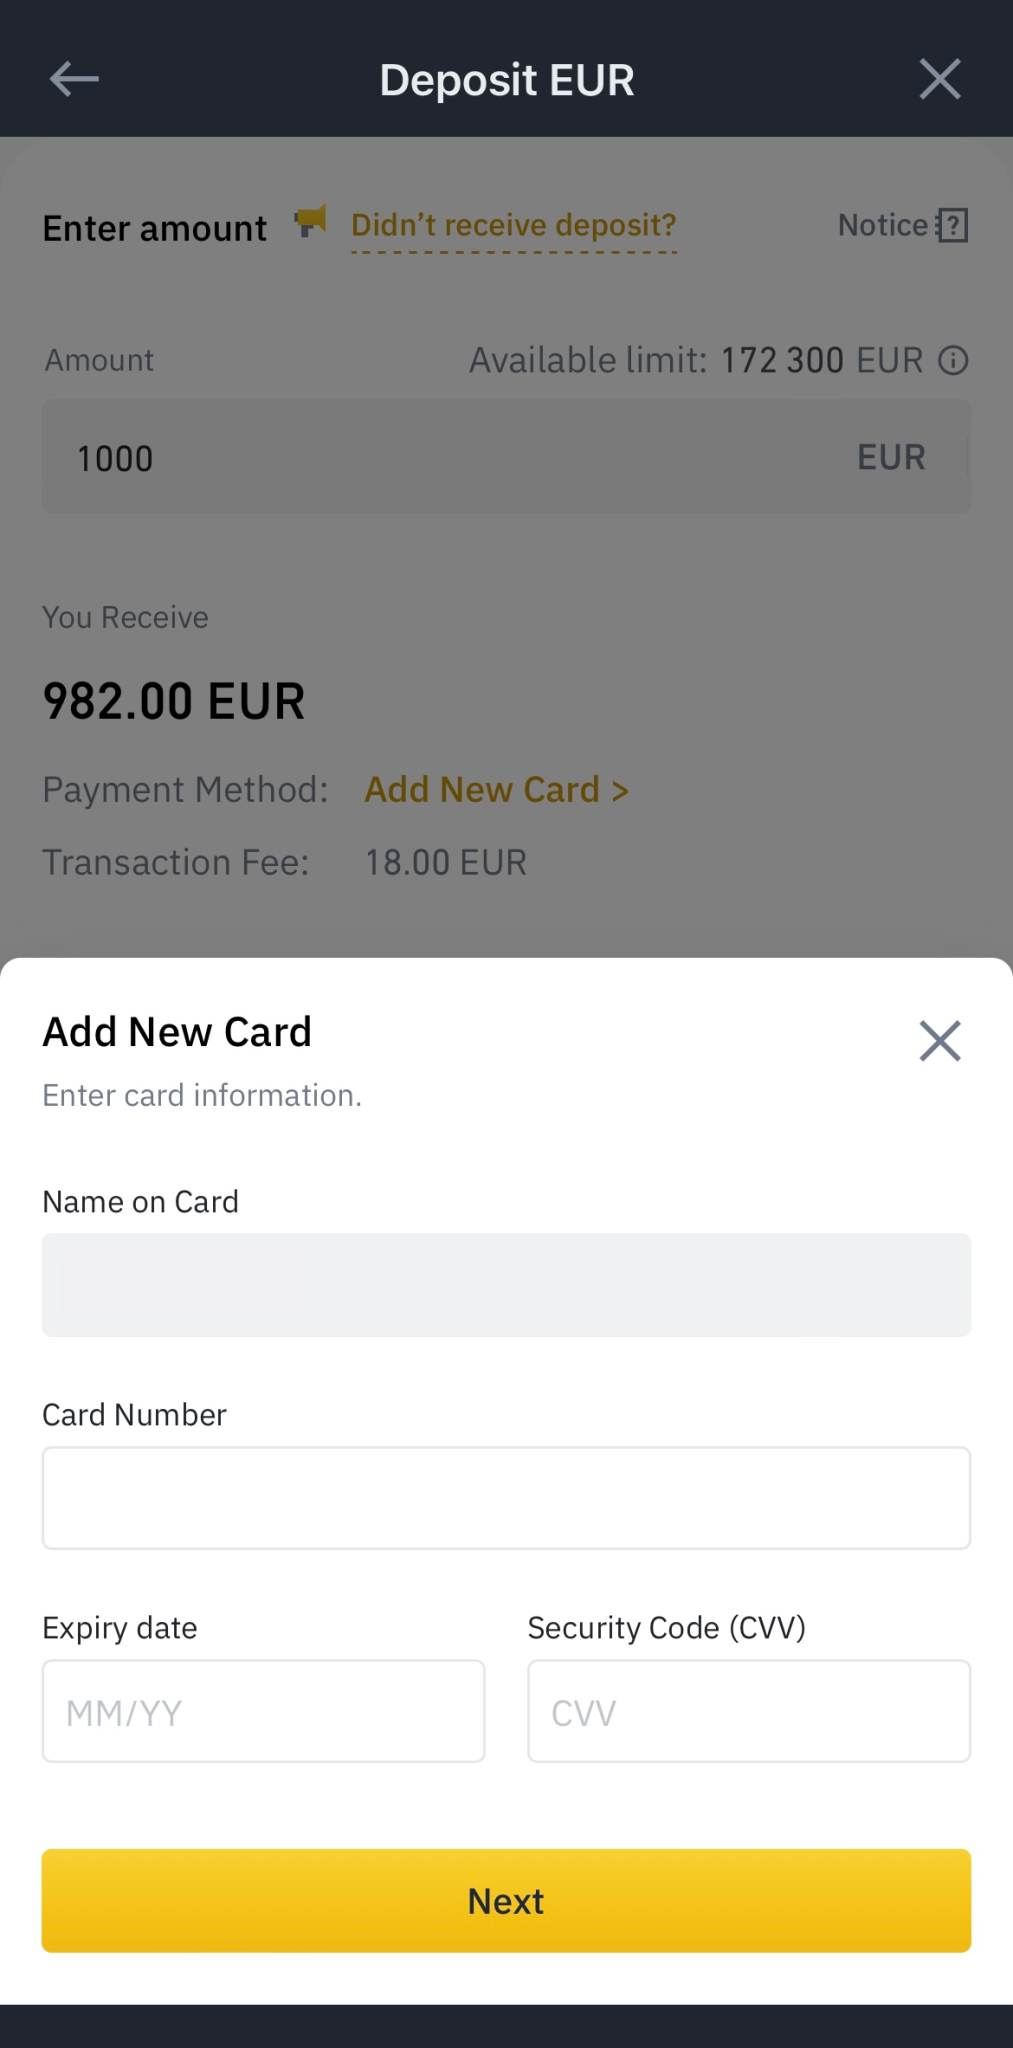 Deposit EUR
Enter amount Didn’t receive deposit? Notice
Amount Available limit: 172 300 EUR
1000 EUR
You Receive
982.00 EUR
Payment Method: Add New Card >
Transaction Fee: 18.00 EUR
Add New Card
Enter card information.
Name on Card
Card Number
Expiry date Security Code (CVV)
MM/YY CVV
Next